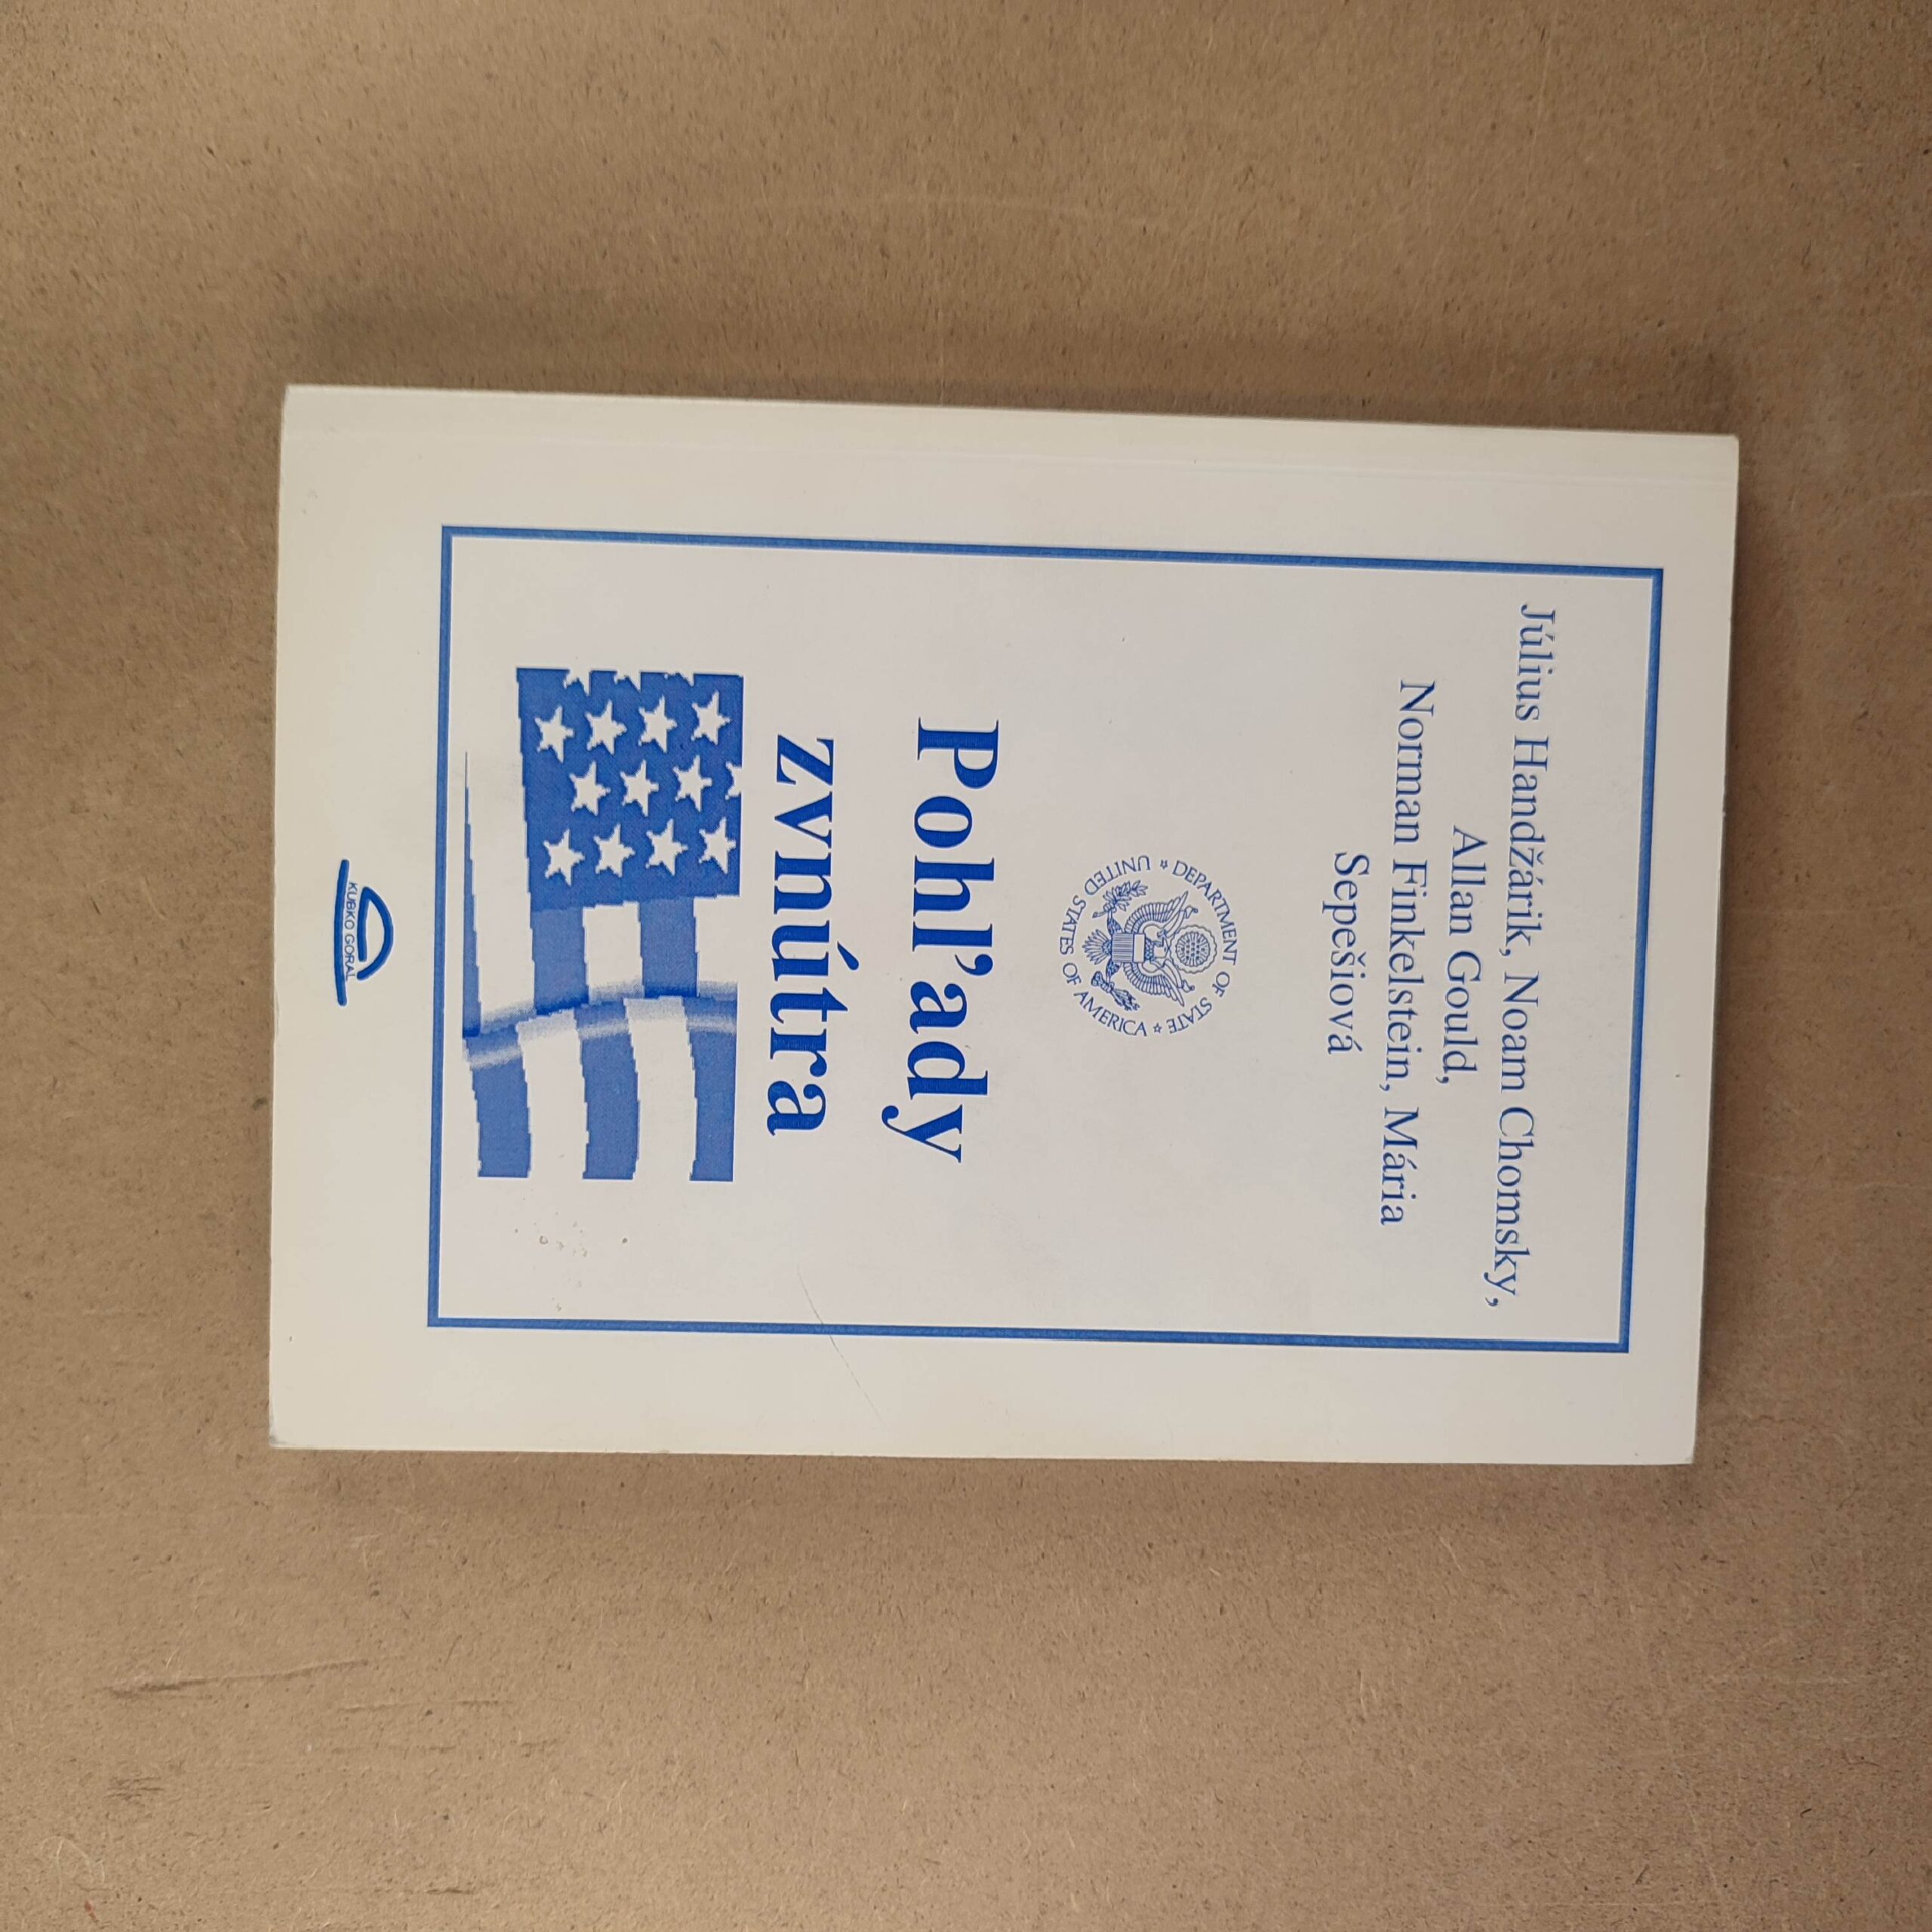 Július Handžárik, Noam Chomsky,
Allan Gould,
Norman Finkelstein, Mária
Sepešiová
DEPARTMENT OF STATE
UNITED STATES OF AMERICA
Pohľady
zvnútra
KUBKO GORAL